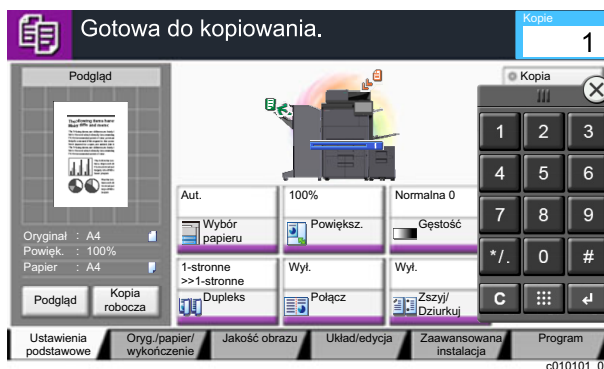 Gotowa do kopiowania.
Kopie
1
Podgląd
Kopia
Oryginał : A4
Powięk. : 100%
Papier : A4
Podgląd
Kopia
robocza
Aut.
Wybór
papieru
100%
Powiększ.
Normalna 0
Gęstość
1-stronne
>>1-stronne
Dupleks
Wył.
Połącz
Wył.
Zszyj/
Dziurkuj
1 2 3
4 5 6
7 8 9
*/. 0 #
C
Ustawienia
podstawowe
Oryg./papier/
wykończenie
Jakość obrazu
Układ/edycja
Zaawansowana
instalacja
Program
c010101_0